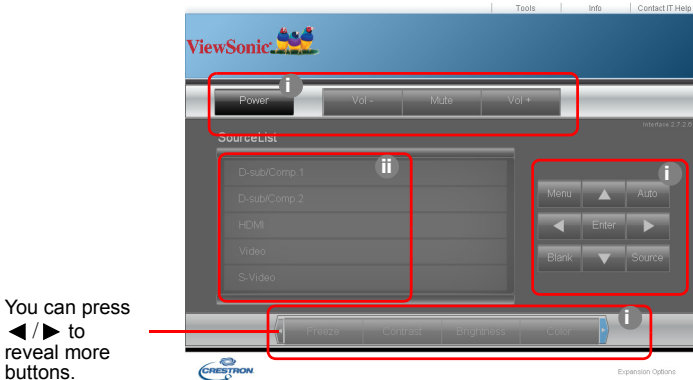 Tools Info Contact IT Help
ViewSonic
i
Power Vol - Mute Vol +
Interface 2.7.2.6
SourceList
ii
i
D-sub/Comp.1
D-sub/Comp.2
HDMI
Video
S-Video
Menu Auto
Enter
Blank Source
You can press
◀/▶ to
reveal more
buttons.
i
Freeze Contrast Brightness Color
CRESTRON
Expansion Options